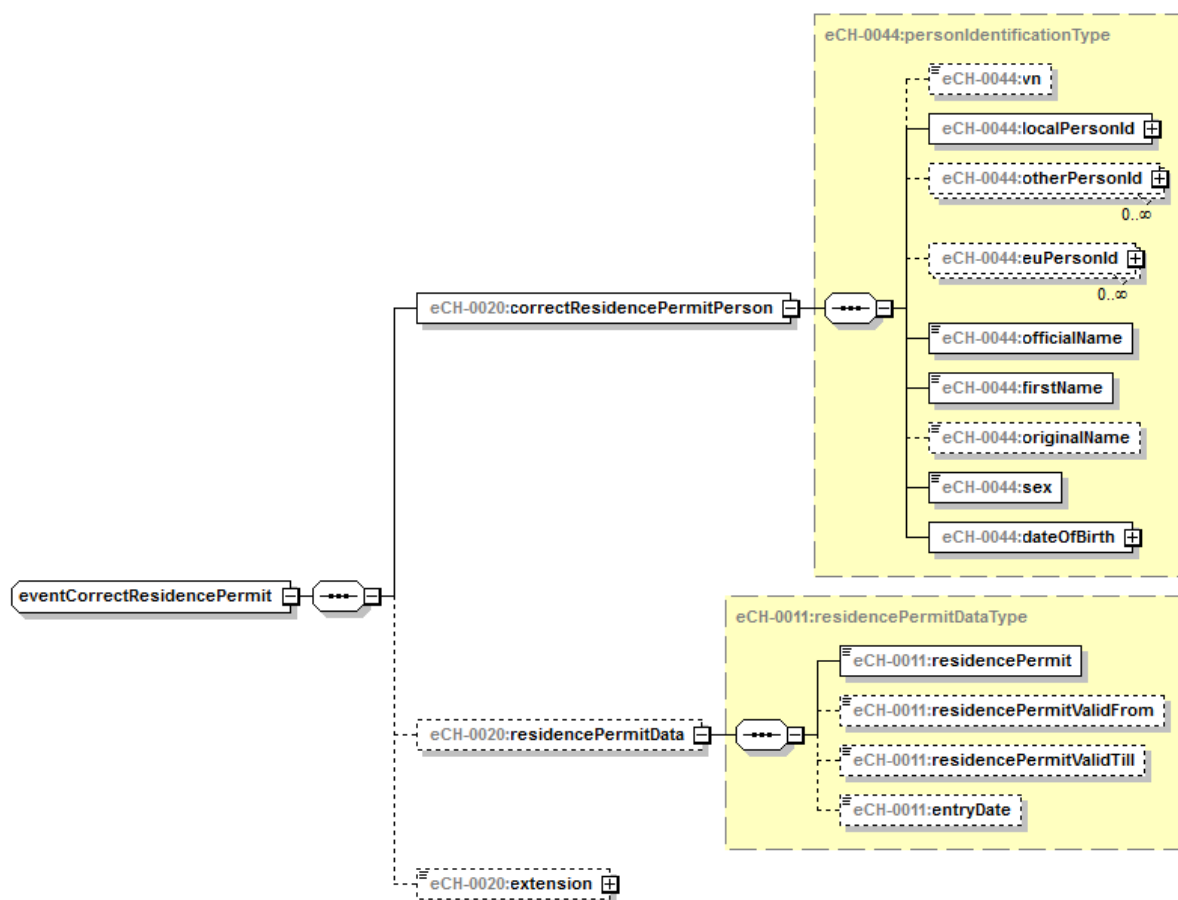 eCH-0044:personIdentificationType
eCH-0044:vn
eCH-0044:localPersonId
eCH-0044:otherPersonId
0..∞
eCH-0044:euPersonId
0..∞
eCH-0020:correctResidencePermitPerson
eCH-0044:officialName
eCH-0044:firstName
eCH-0044:originalName
eCH-0044:sex
eCH-0044:dateOfBirth
eventCorrectResidencePermit
eCH-0011:residencePermitDataType
eCH-0011:residencePermit
eCH-0011:residencePermitValidFrom
eCH-0020:residencePermitData
eCH-0011:residencePermitValidTill
eCH-0011:entryDate
eCH-0020:extension